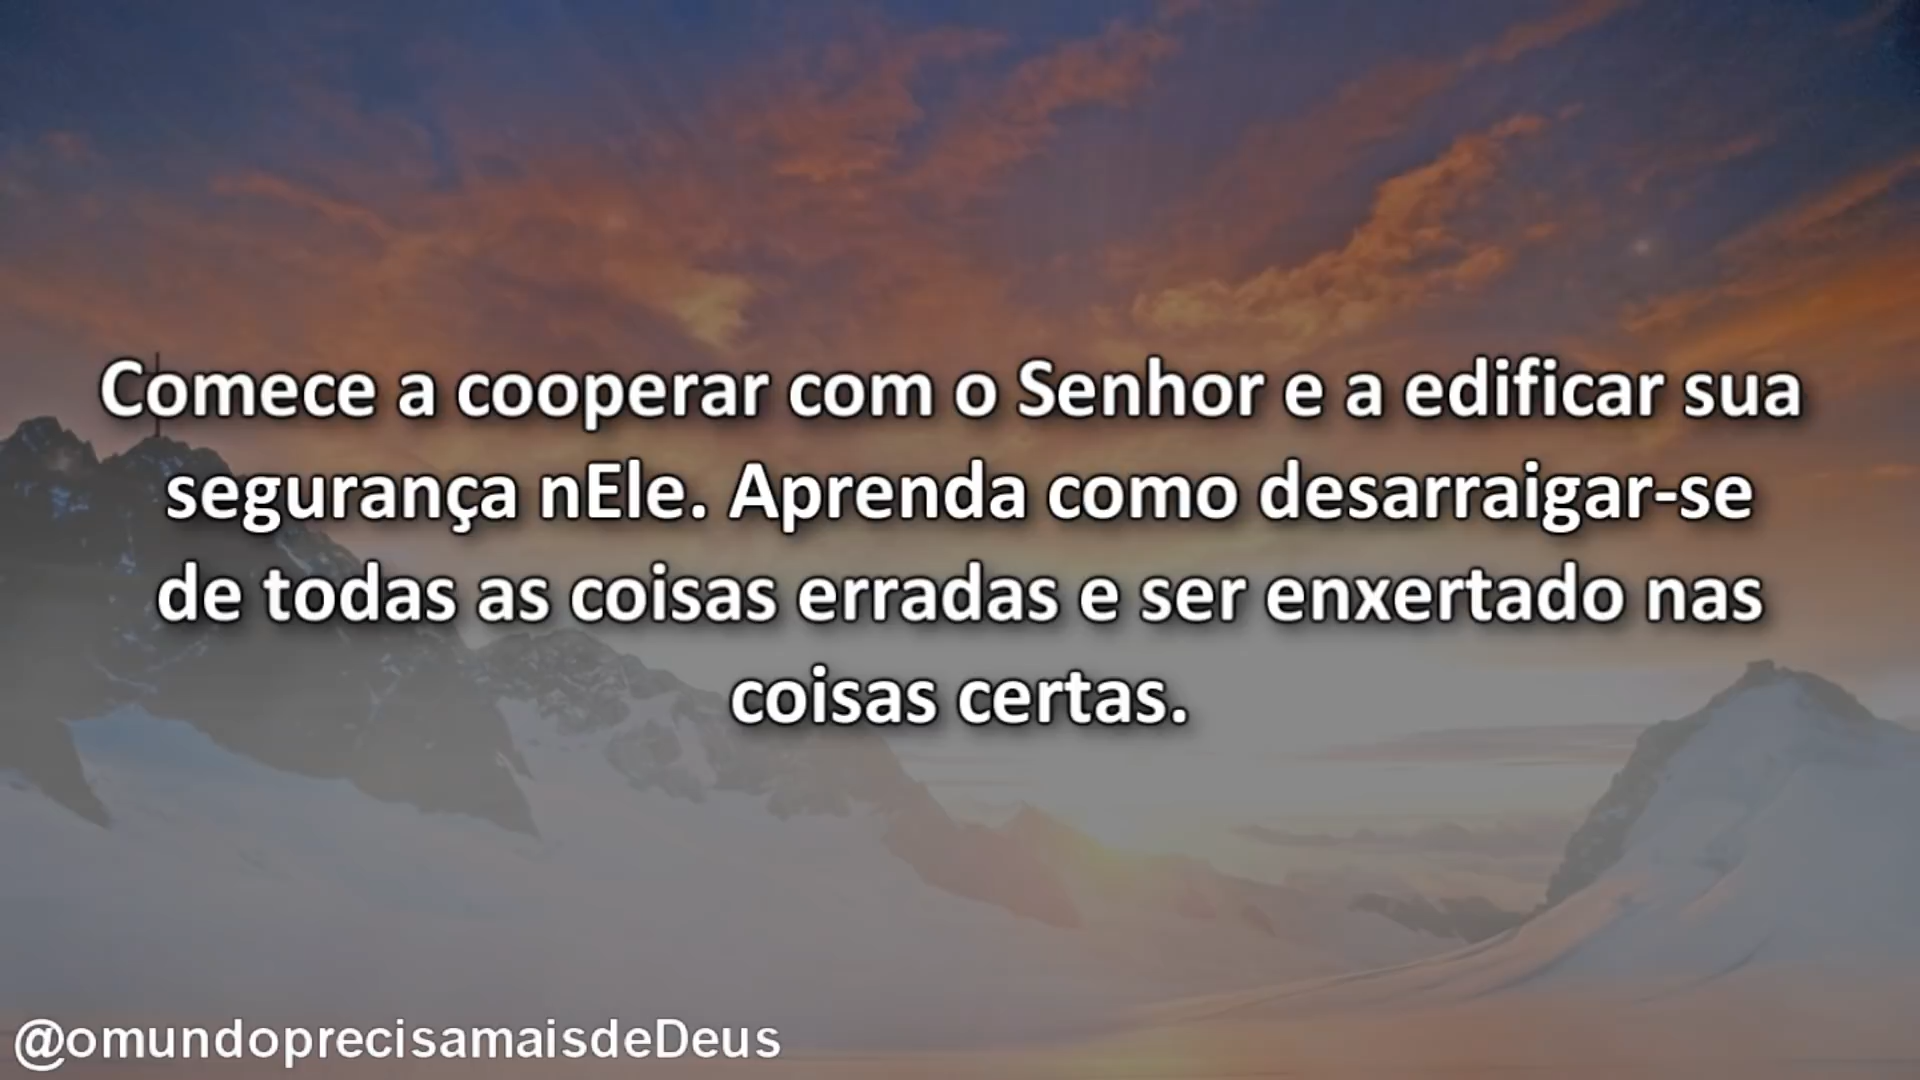 Comece a cooperar com o Senhor e a edificar sua
segurança nEle. Aprenda como desarraigar-se
de todas as coisas erradas e ser enxertado nas
coisas certas.
@omundoprecisamaisdeDeus